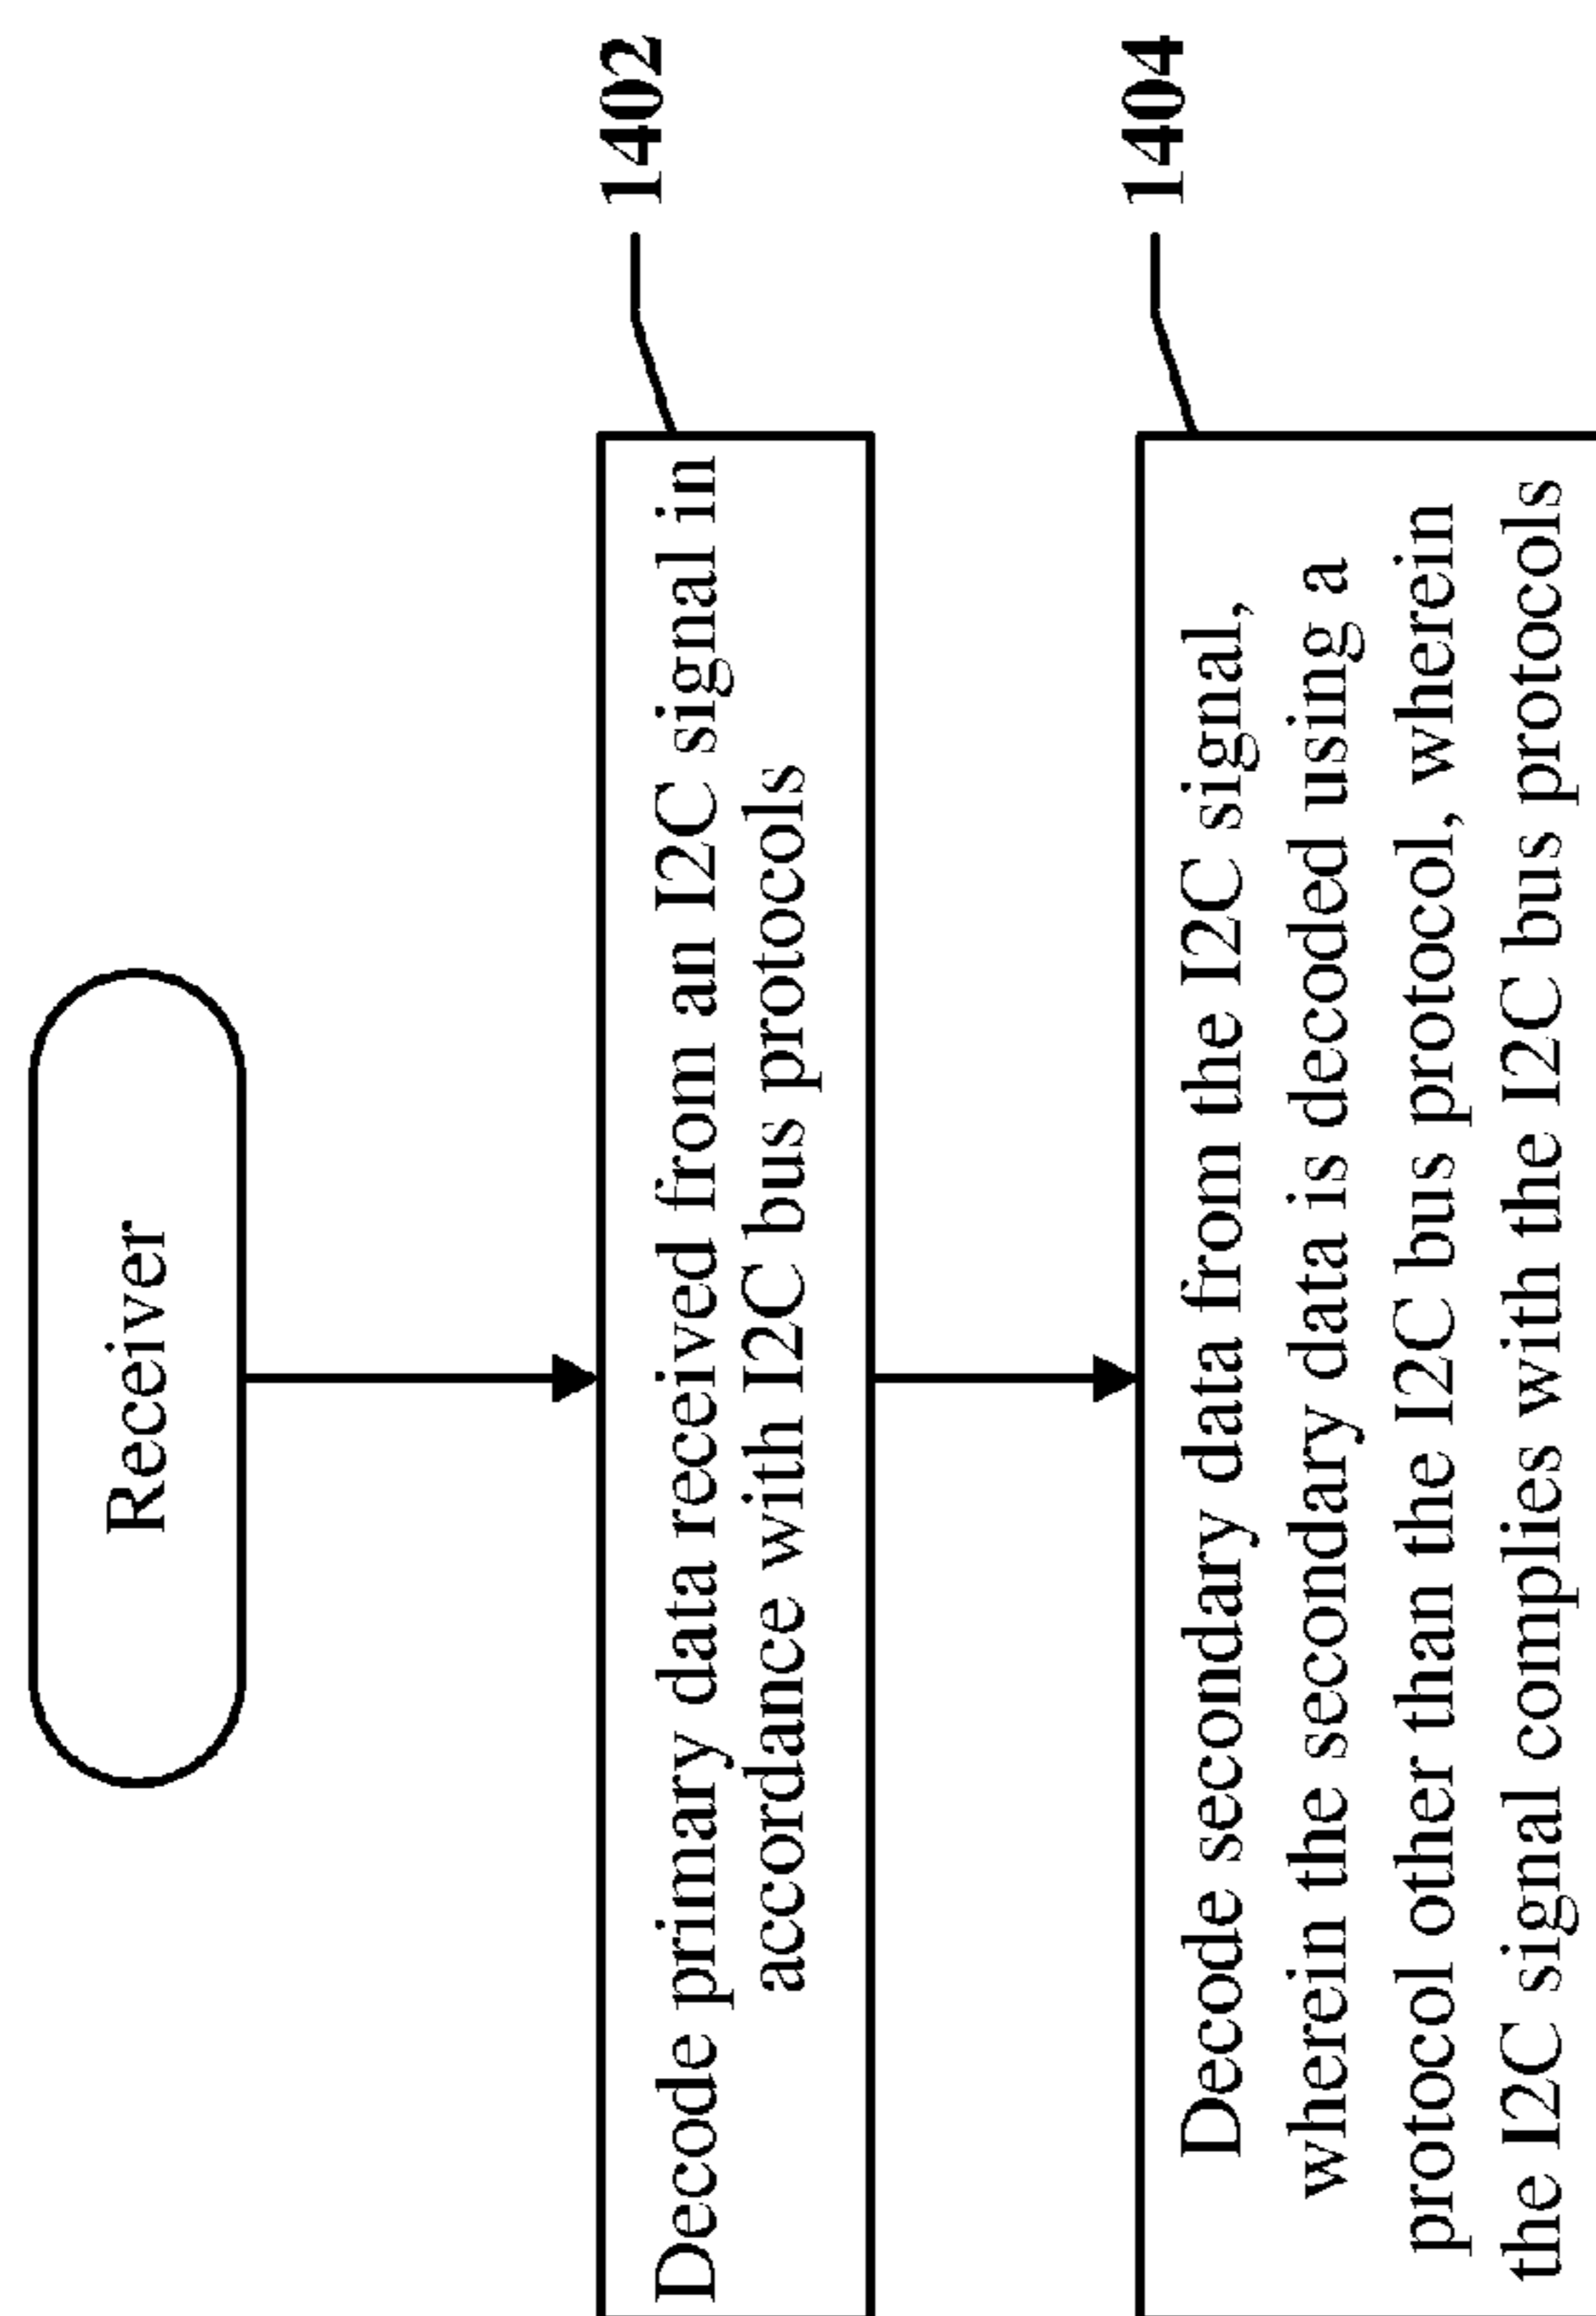 Receiver
Decode primary data received from an I2C signal in
accordance with I2C bus protocols
1402
Decode secondary data from the I2C signal,
wherein the secondary data is decoded using a
protocol other than the I2C bus protocol, wherein
the I2C signal complies with the I2C bus protocols
1404